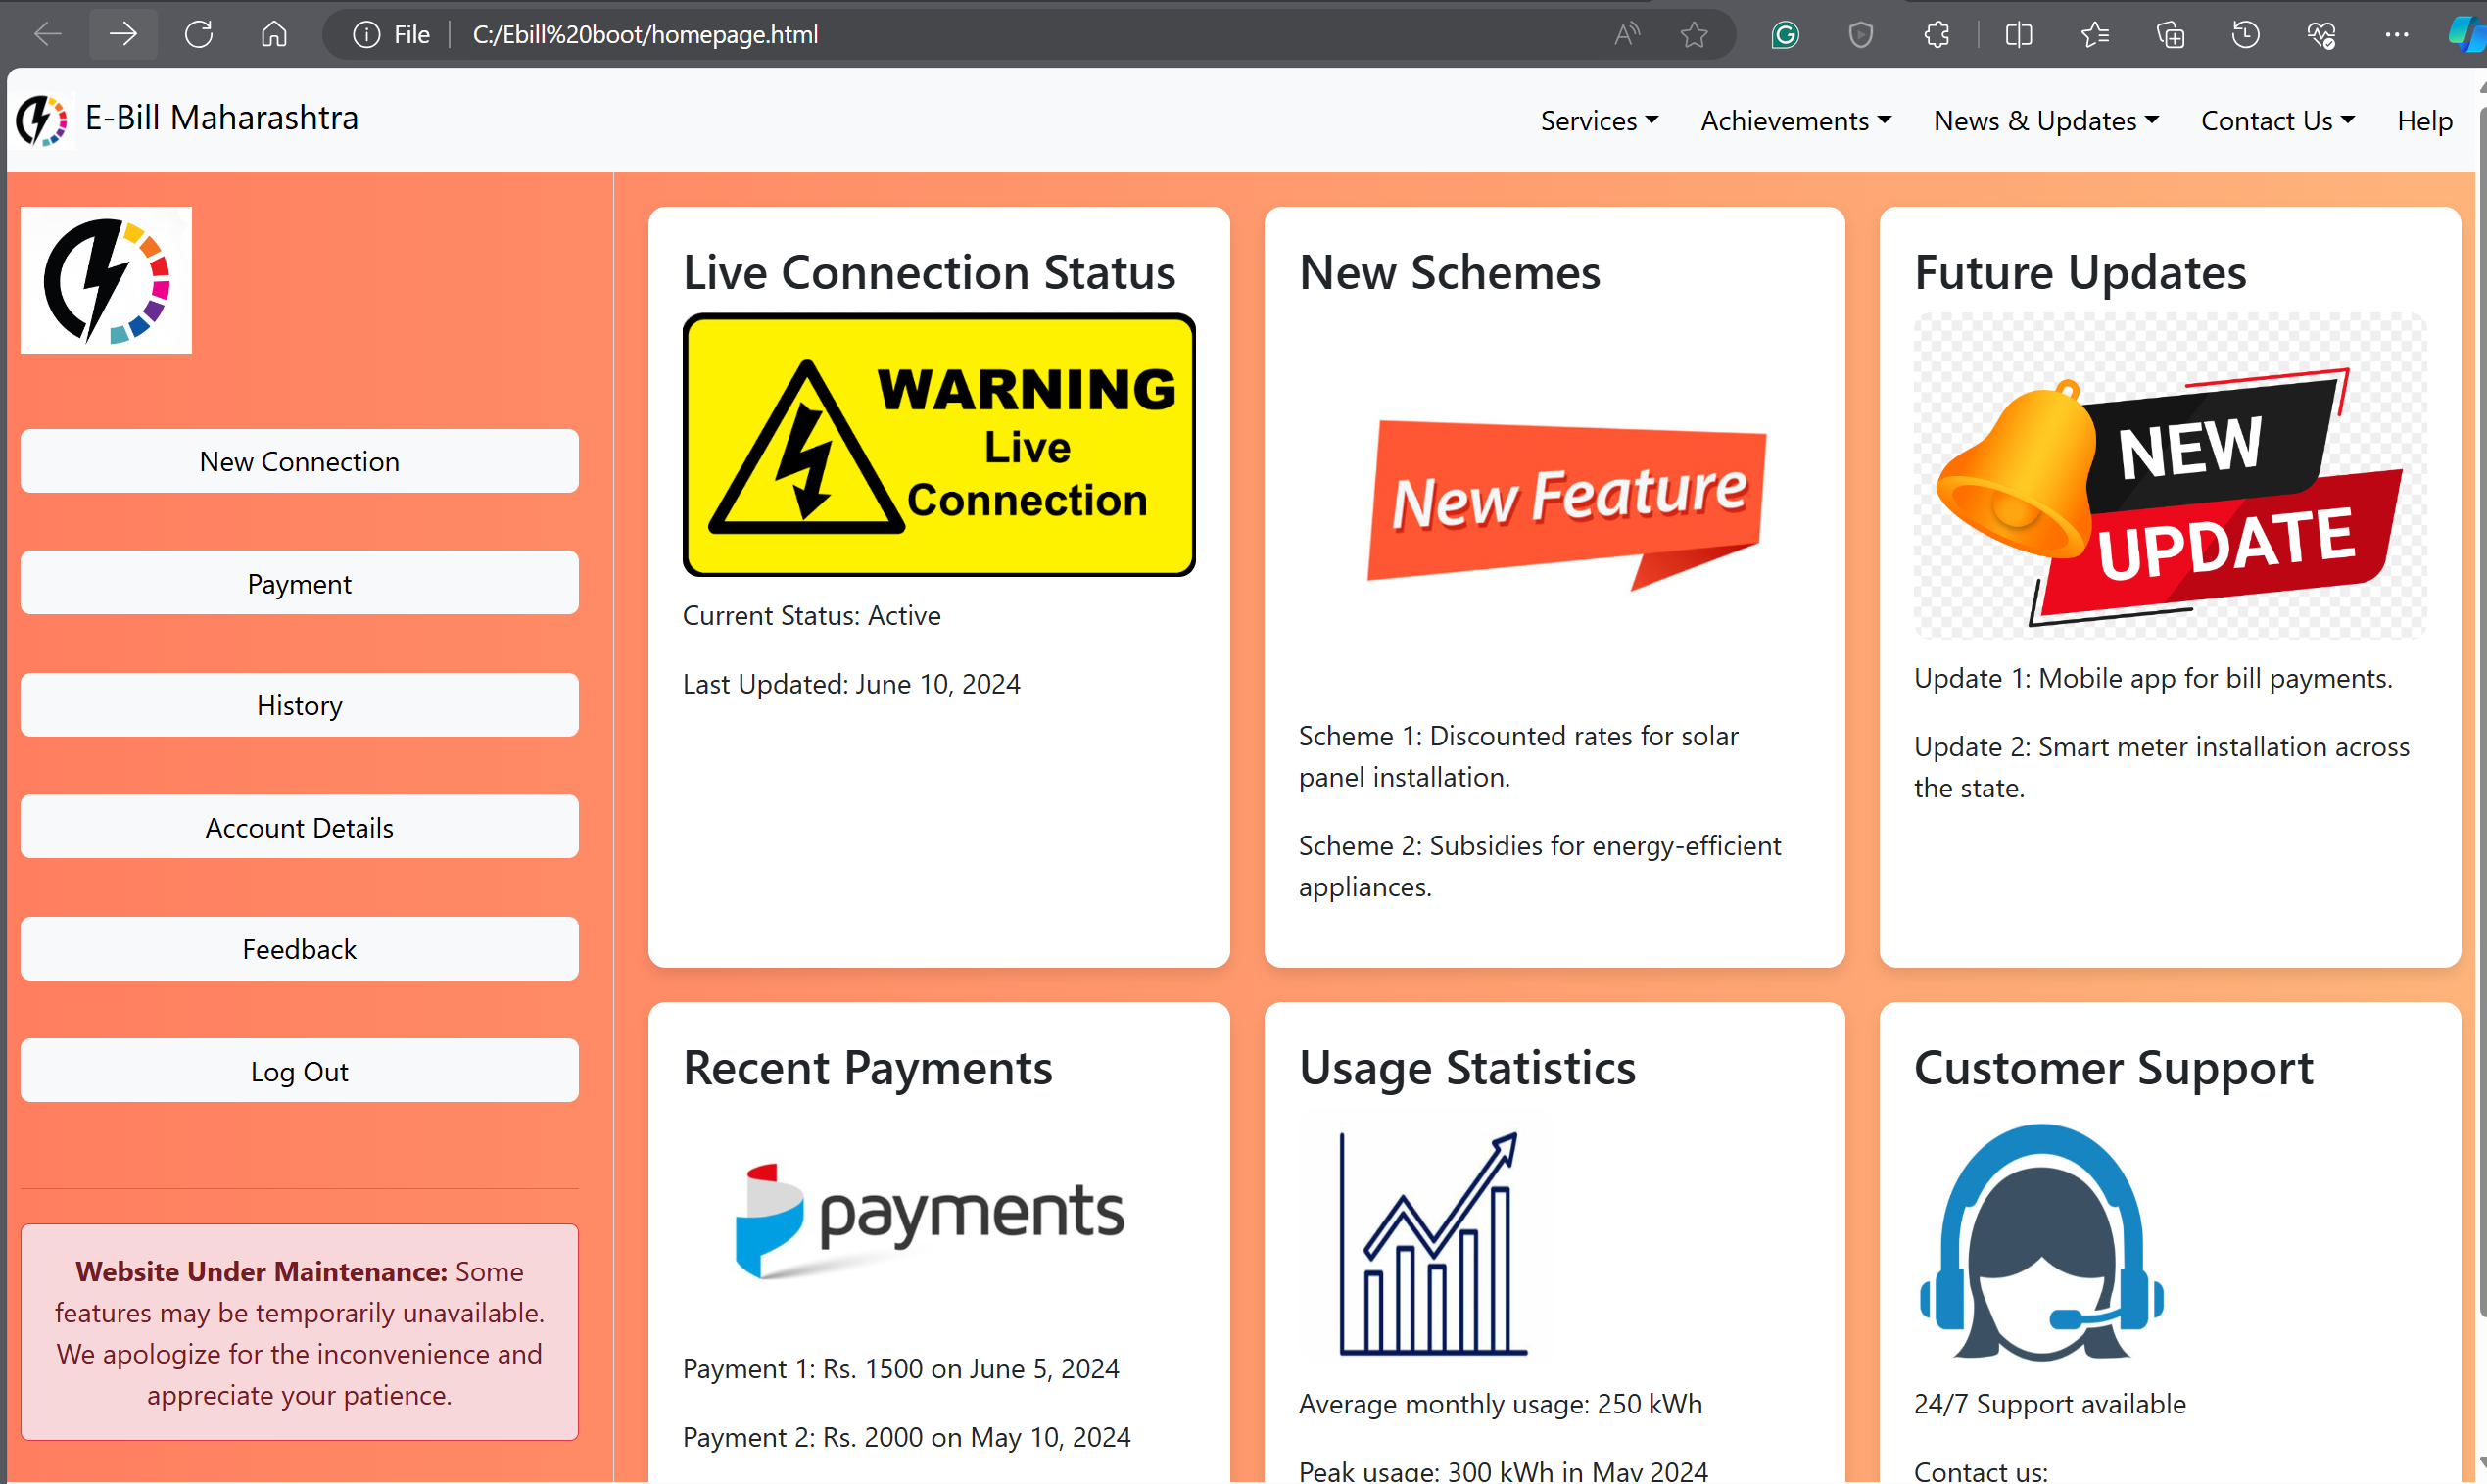 File
C:/Ebill%20boot/homepage.html
E-Bill Maharashtra
Services
Achievements
News & Updates
Contact Us
Help
New Connection
Payment
History
Account Details
Feedback
Log Out
Website Under Maintenance: Some
features may be temporarily unavailable.
We apologize for the inconvenience and
appreciate your patience.
Live Connection Status
WARNING
Live
Connection
Current Status: Active
Last Updated: June 10, 2024
New Schemes
New Feature
Scheme 1: Discounted rates for solar
panel installation.
Scheme 2: Subsidies for energy-efficient
appliances.
Future Updates
NEW
UPDATE
Update 1: Mobile app for bill payments.
Update 2: Smart meter installation across
the state.
Recent Payments
payments
Payment 1: Rs. 1500 on June 5, 2024
Payment 2: Rs. 2000 on May 10, 2024
Usage Statistics
Average monthly usage: 250 kWh
Peak usage: 300 kWh in May 2024
Customer Support
24/7 Support available
Contact us: